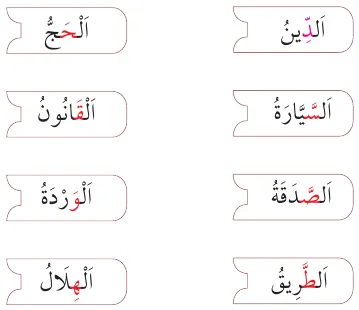 اَلدِّينُ
اَلْحَجُّ
اَلسَّيَّارَةُ
اَلْقَانُونُ
اَلصَّدَقَةُ
اَلْوَرْدَةُ
اَلطَّرِيقُ
اَلْهِلَالُ